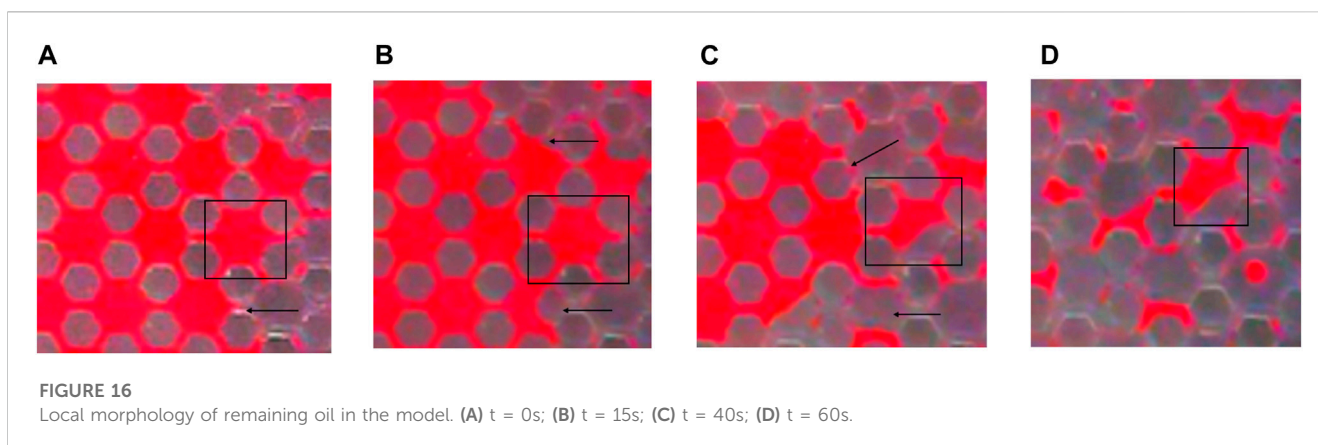 A B C D
FIGURE 16
Local morphology of remaining oil in the model. (A) t = 0s; (B) t = 15s; (C) t = 40s; (D) t = 60s.